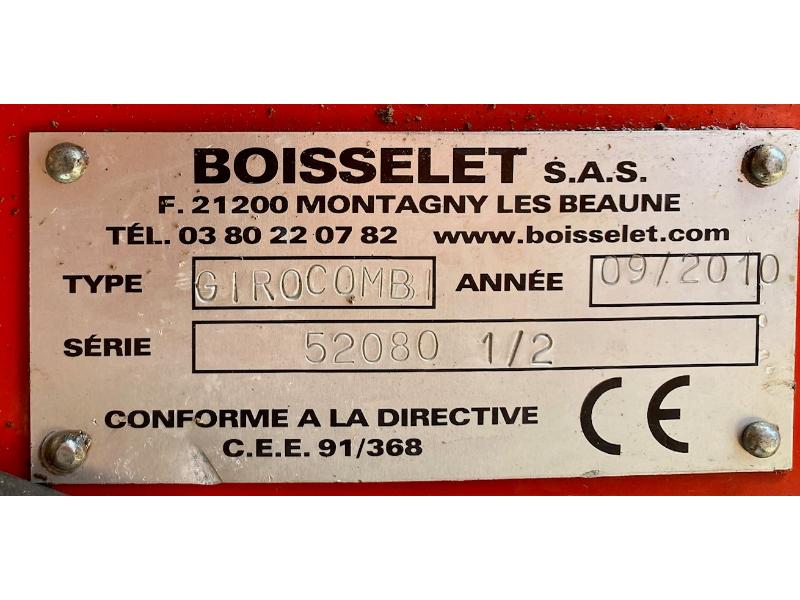 BOISSELET S.A.S.
F. 21200 MONTAGNY LES BEAUNE
TÉL. 03 80 22 07 82 www.boisselet.com
TYPE GIROCOMBI ANNÉE 09/2010
SÉRIE 52080 1/2
CONFORME A LA DIRECTIVE
C.E.E. 91/368
CE